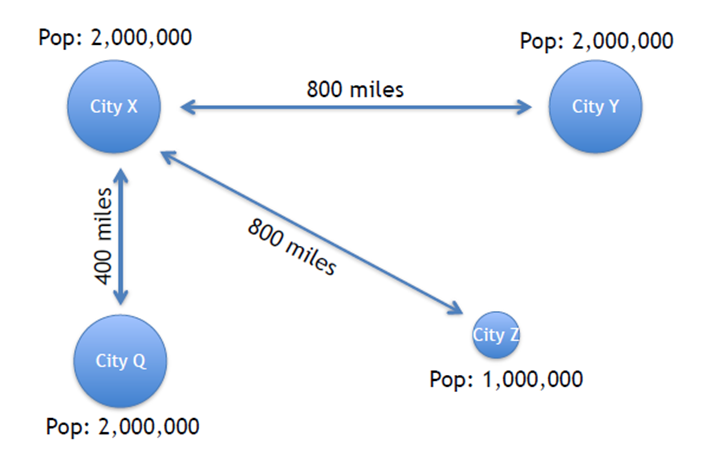 Pop: 2,000,000
Pop: 2,000,000
City X
800 miles
City Y
400 miles
800 miles
City Q
City Z
Pop: 1,000,000
Pop: 2,000,000